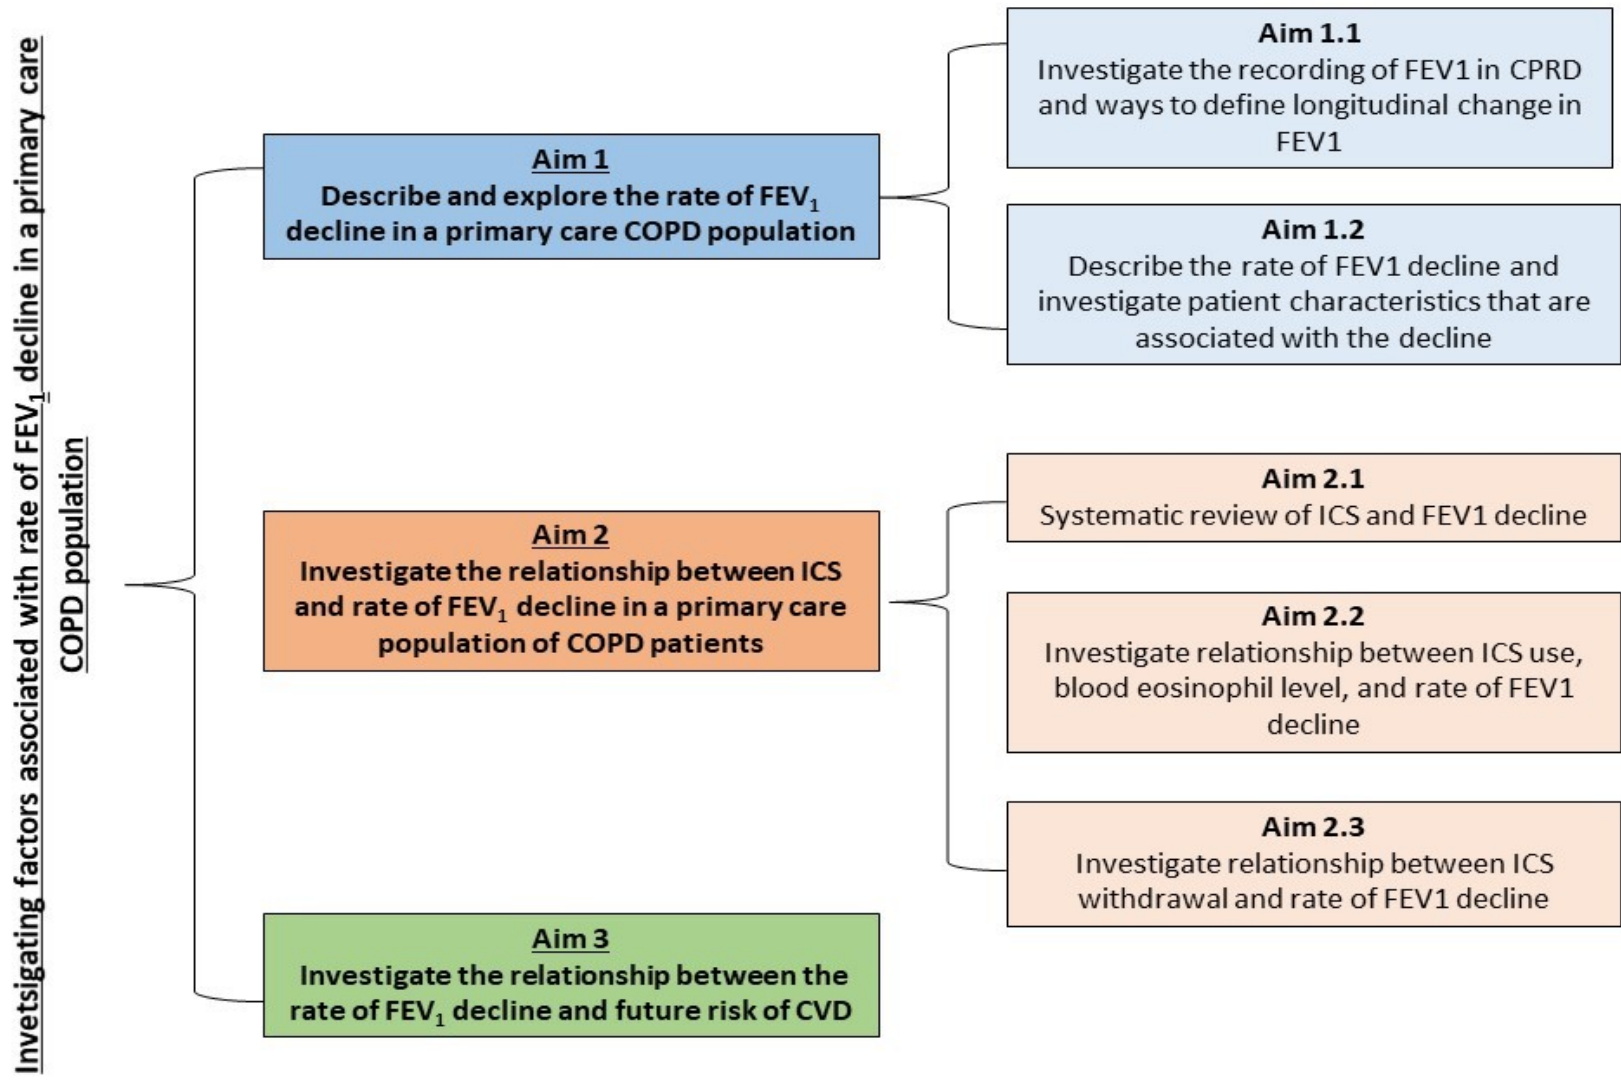 Invetsigating factors associated with rate of FEV₁ decline in a primary care
COPD population
Aim 1
Describe and explore the rate of FEV₁
decline in a primary care COPD population
Aim 1.1
Investigate the recording of FEV1 in CPRD
and ways to define longitudinal change in
FEV1
Aim 1.2
Describe the rate of FEV1 decline and
investigate patient characteristics that are
associated with the decline
Aim 2
Investigate the relationship between ICS
and rate of FEV₁ decline in a primary care
population of COPD patients
Aim 2.1
Systematic review of ICS and FEV1 decline
Aim 2.2
Investigate relationship between ICS use,
blood eosinophil level, and rate of FEV1
decline
Aim 2.3
Investigate relationship between ICS
withdrawal and rate of FEV1 decline
Aim 3
Investigate the relationship between the
rate of FEV₁ decline and future risk of CVD